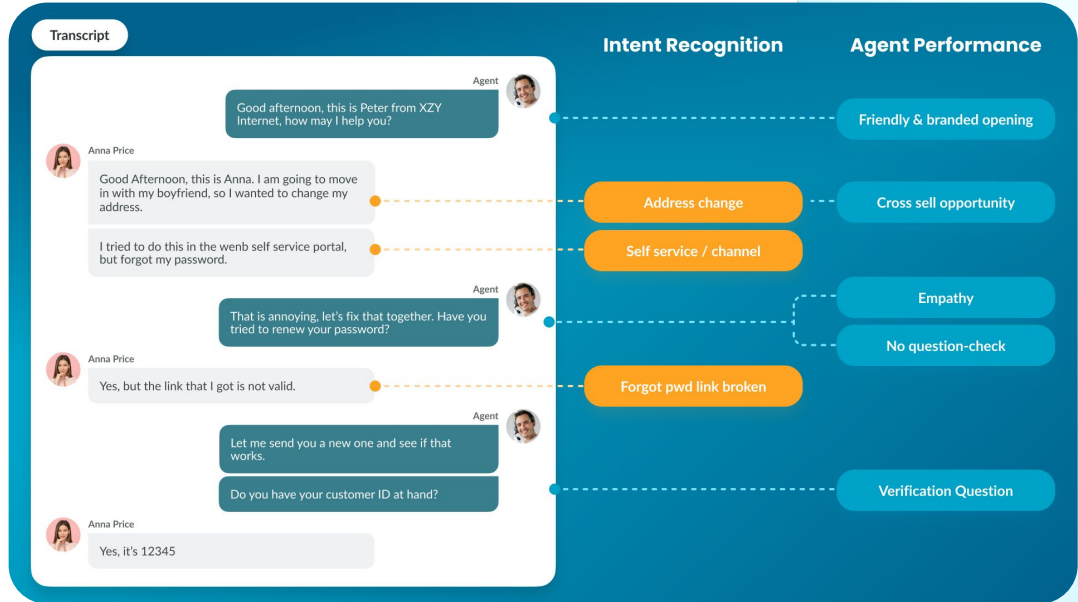 Transcript
Intent Recognition
Agent Performance
Agent
Good afternoon, this is Peter from XZY
Internet, how may I help you?
Friendly & branded opening
Anna Price
Good Afternoon, this is Anna. I am going to move
in with my boyfriend, so I wanted to change my
address.
Address change
Cross sell opportunity
I tried to do this in the wenb self service portal,
but forgot my password.
Self service / channel
Agent
That is annoying, let's fix that together. Have you
tried to renew your password?
Empathy
No question-check
Anna Price
Yes, but the link that I got is not valid.
Forgot pwd link broken
Agent
Let me send you a new one and see if that
works.
Do you have your customer ID at hand?
Verification Question
Anna Price
Yes, it's 12345